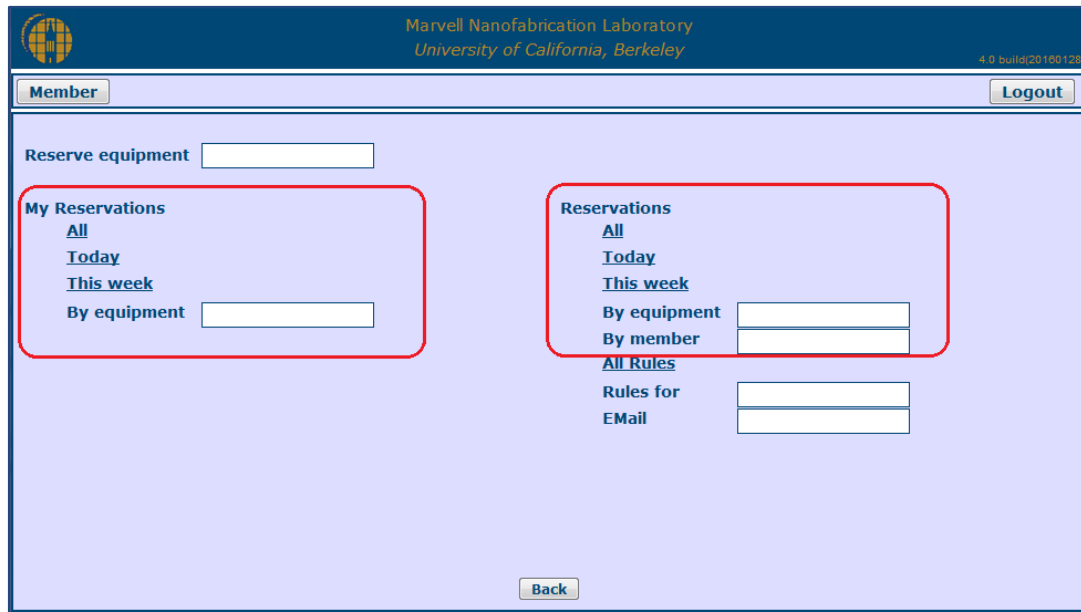 Marvell Nanofabrication Laboratory
University of California, Berkeley
4.0 build(20160128
Member
Logout
Reserve equipment
My Reservations
All
Today
This week
By equipment
Reservations
All
Today
This week
By equipment
By member
All Rules
Rules for
EMail
Back